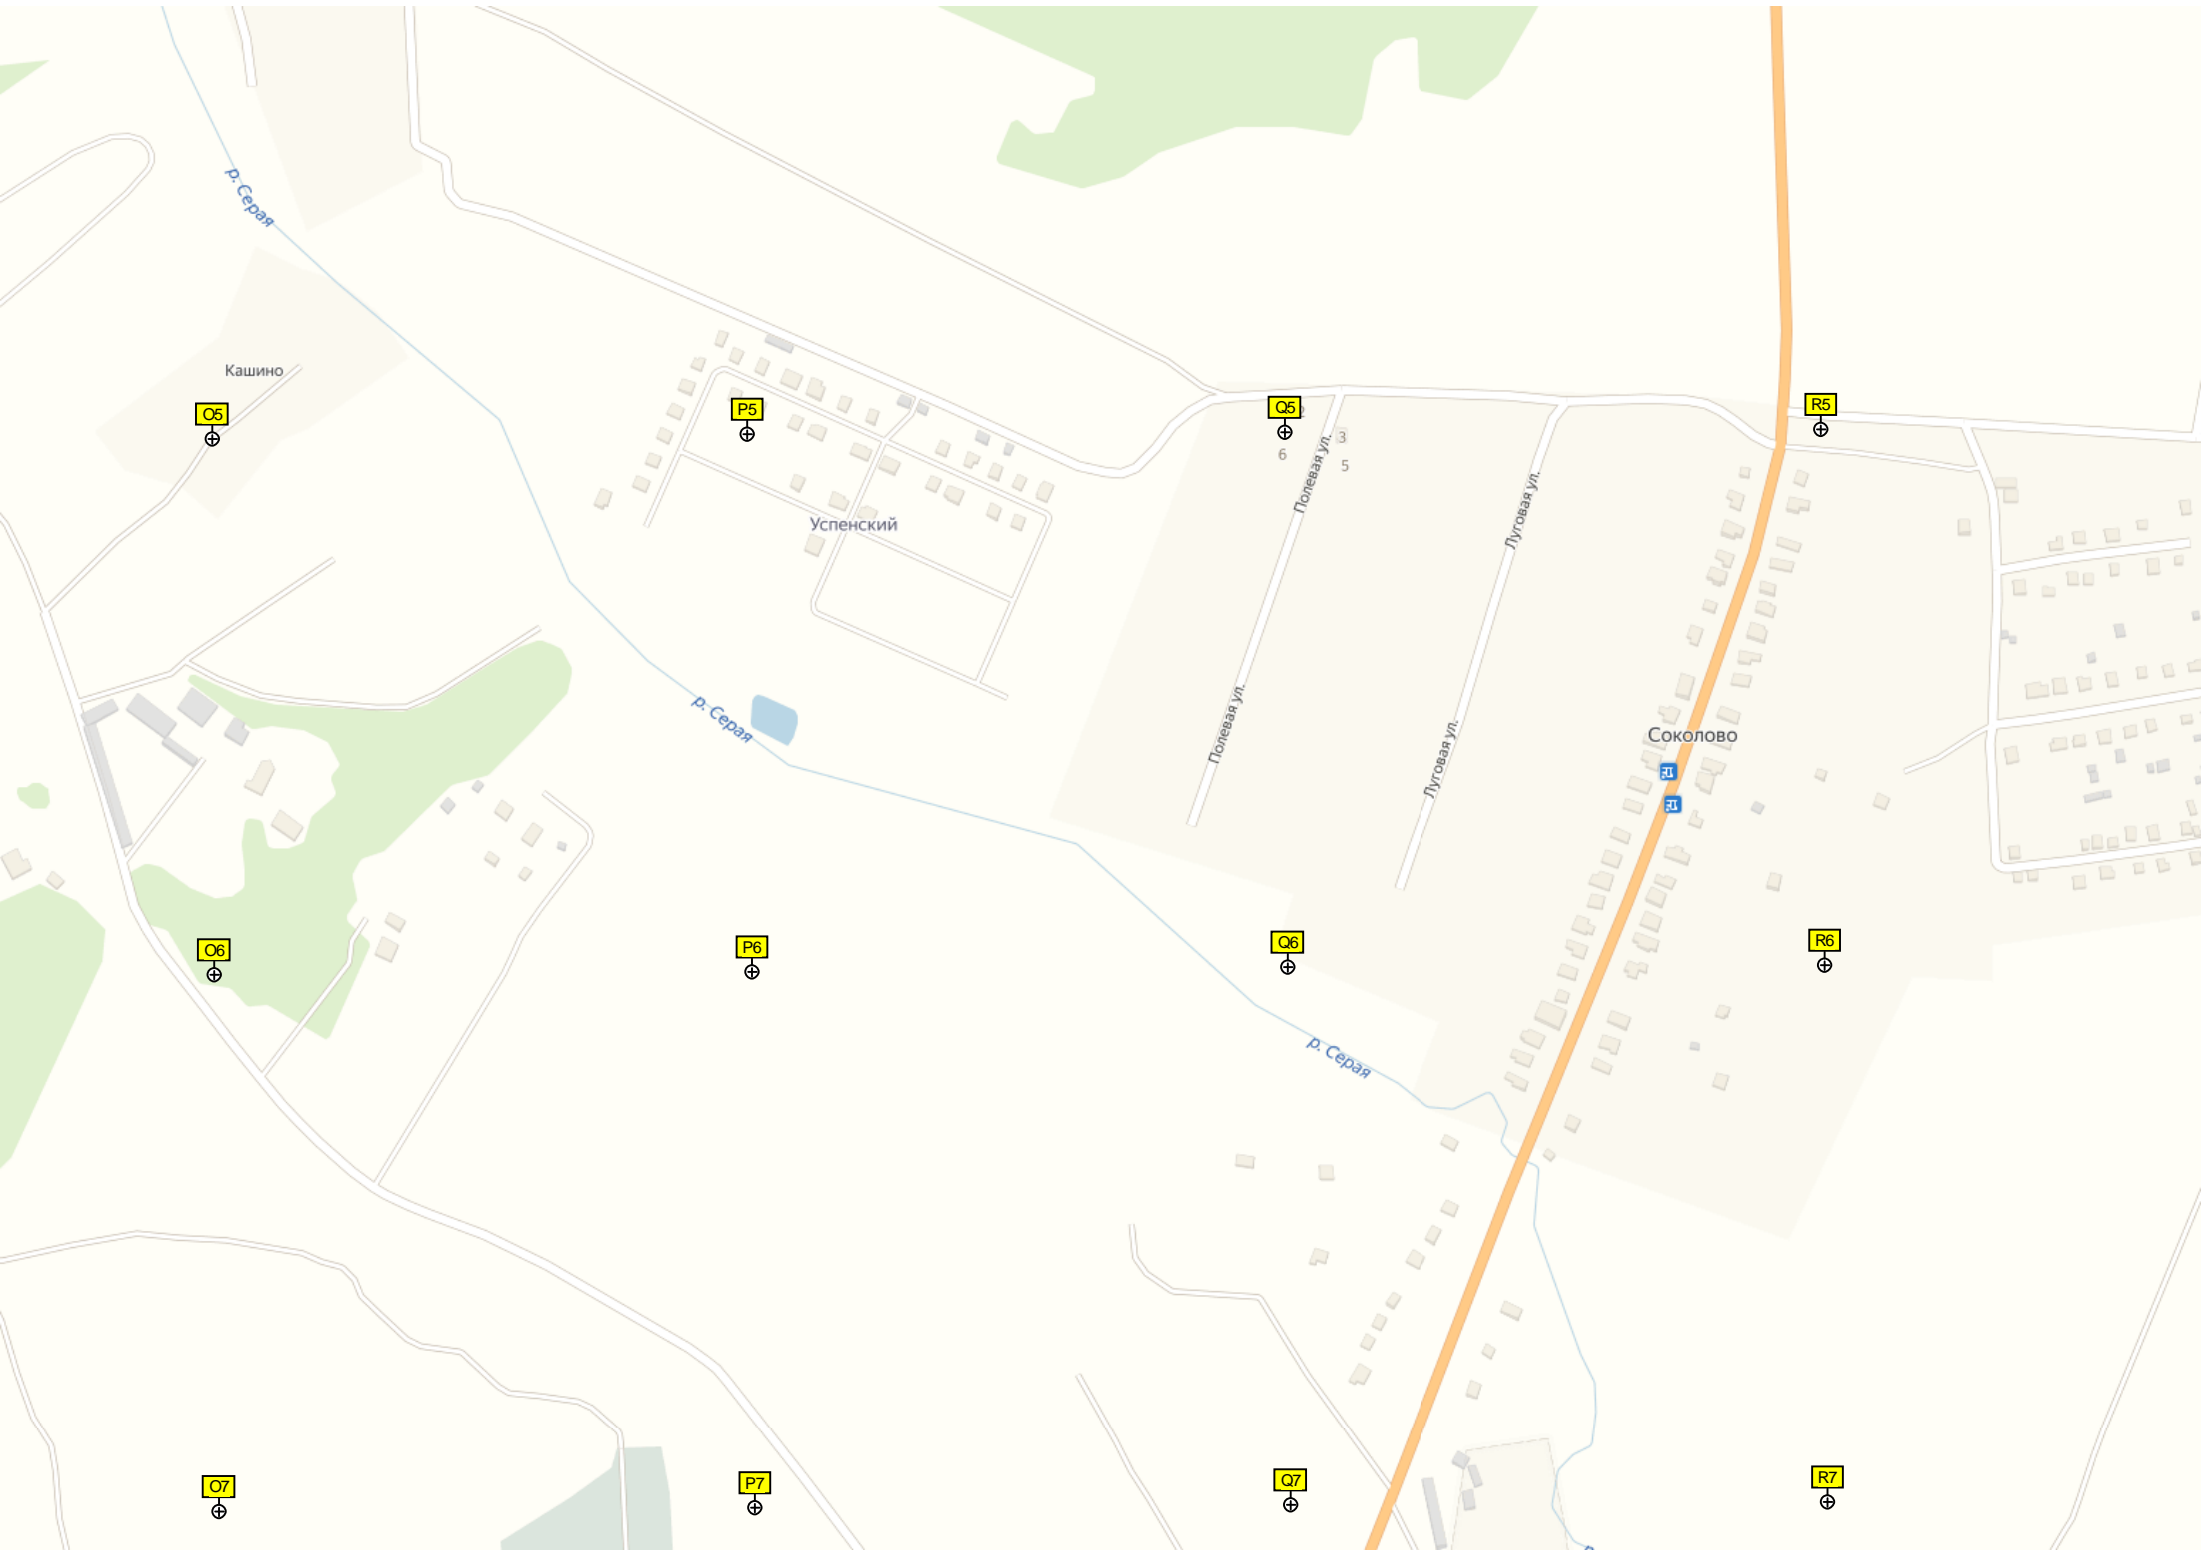 р. Серая
Кашино
O5
P5
Q5
R5
3
6
5
Полевая ул.
Луговая ул.
Успенский
р. Серая
Полевая ул.
Луговая ул.
Соколово
O6
P6
Q6
R6
р. Серая
O7
P7
Q7
R7